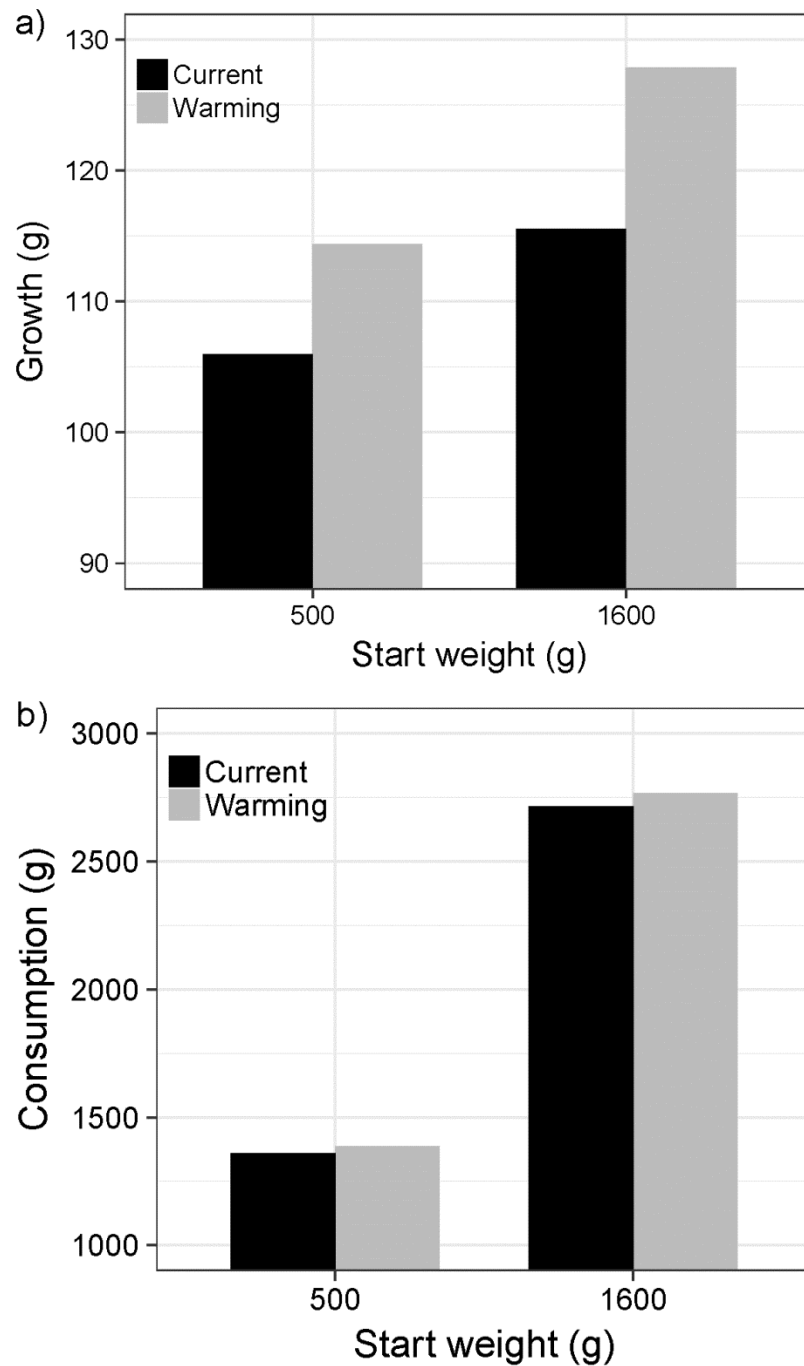 a)
130
Current
Warming
120
110
100
90
Growth (g)
500 1600
Start weight (g)
b)
3000
Current
Warming
2500
2000
1500
1000
Consumption (g)
500 1600
Start weight (g)